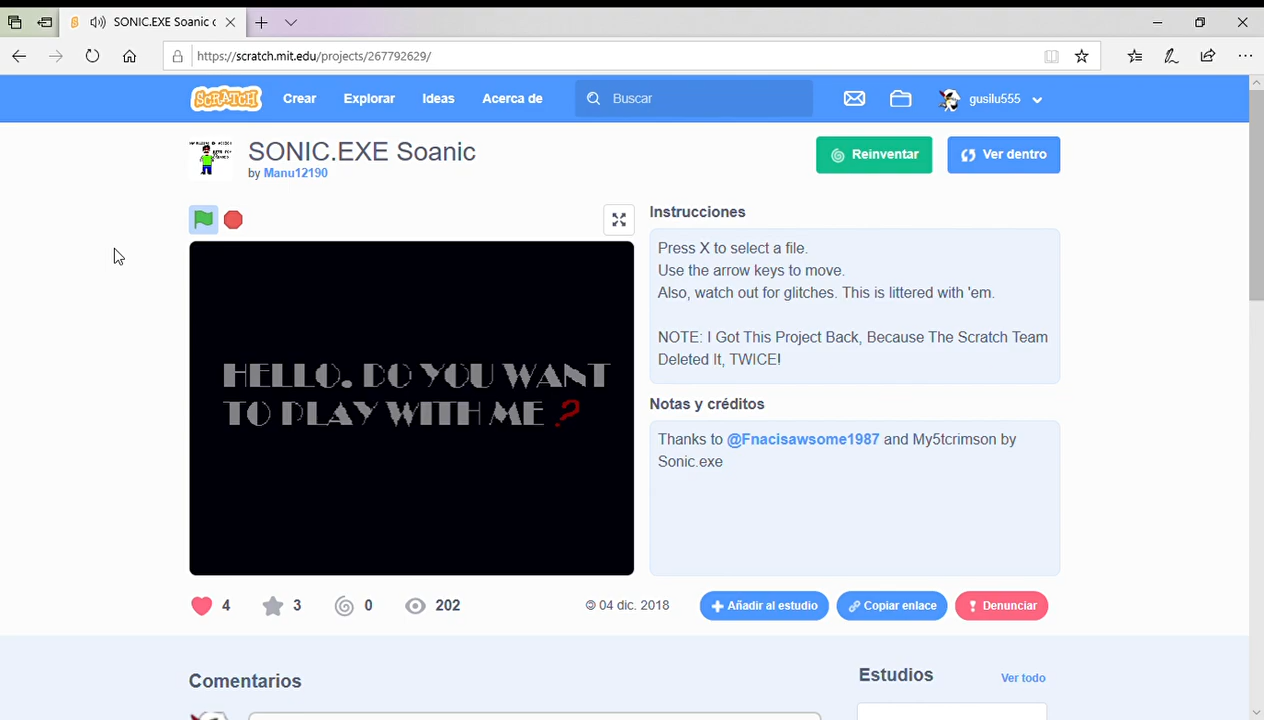 SONIC.EXE Soanic c
https://scratch.mit.edu/projects/267792629/
SCRATCH Crear Explorar Ideas Acerca de Buscar gusilu555
SONIC.EXE Soanic
by Manu12190
Reinventar Ver dentro
Instrucciones
Press X to select a file.
Use the arrow keys to move.
Also, watch out for glitches. This is littered with 'em.
NOTE: I Got This Project Back, Because The Scratch Team
Deleted It, TWICE!
HELLO. DO YOU WANT
TO PLAY WITH ME ?
Notas y créditos
Thanks to @Fnacisawsome1987 and My5tcrimson by
Sonic.exe
4 3 0 202 04 dic. 2018 Añadir al estudio Copiar enlace Denunciar
Comentarios
Estudios Ver todo